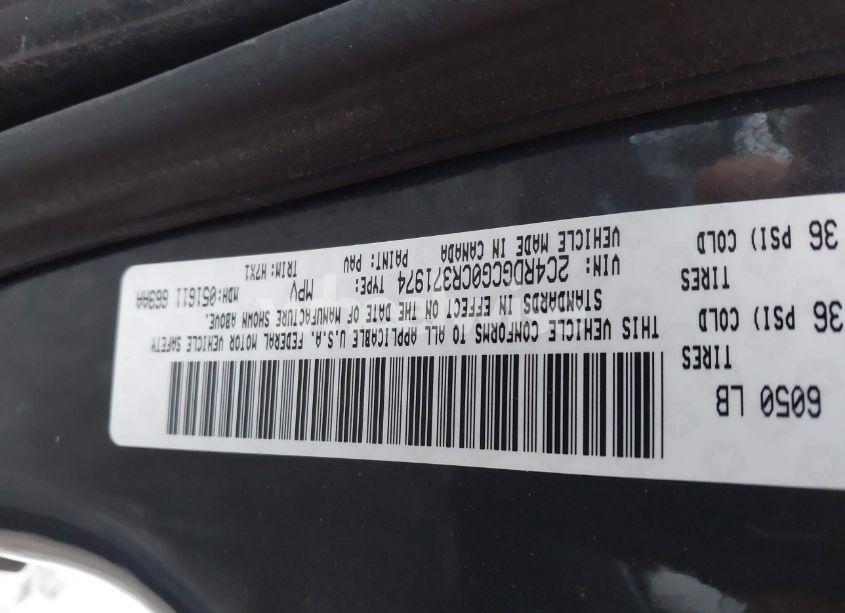 6050 LB
TIRES
36 PSI) COLD
TIRES
36 PSI) COLD
THIS VEHICLE CONFORMS TO ALL APPLICABLE U.S.A. FEDERAL MOTOR VEHICLE SAFETY
STANDARDS IN EFFECT ON THE DATE OF MANUFACTURE SHOWN ABOVE.
VIN: 2C4RDGCG0CR371974 TYPE: MPV MDH:051611 669AA
VEHICLE MADE IN CANADA PAINT: PAU TRIM: H7X1